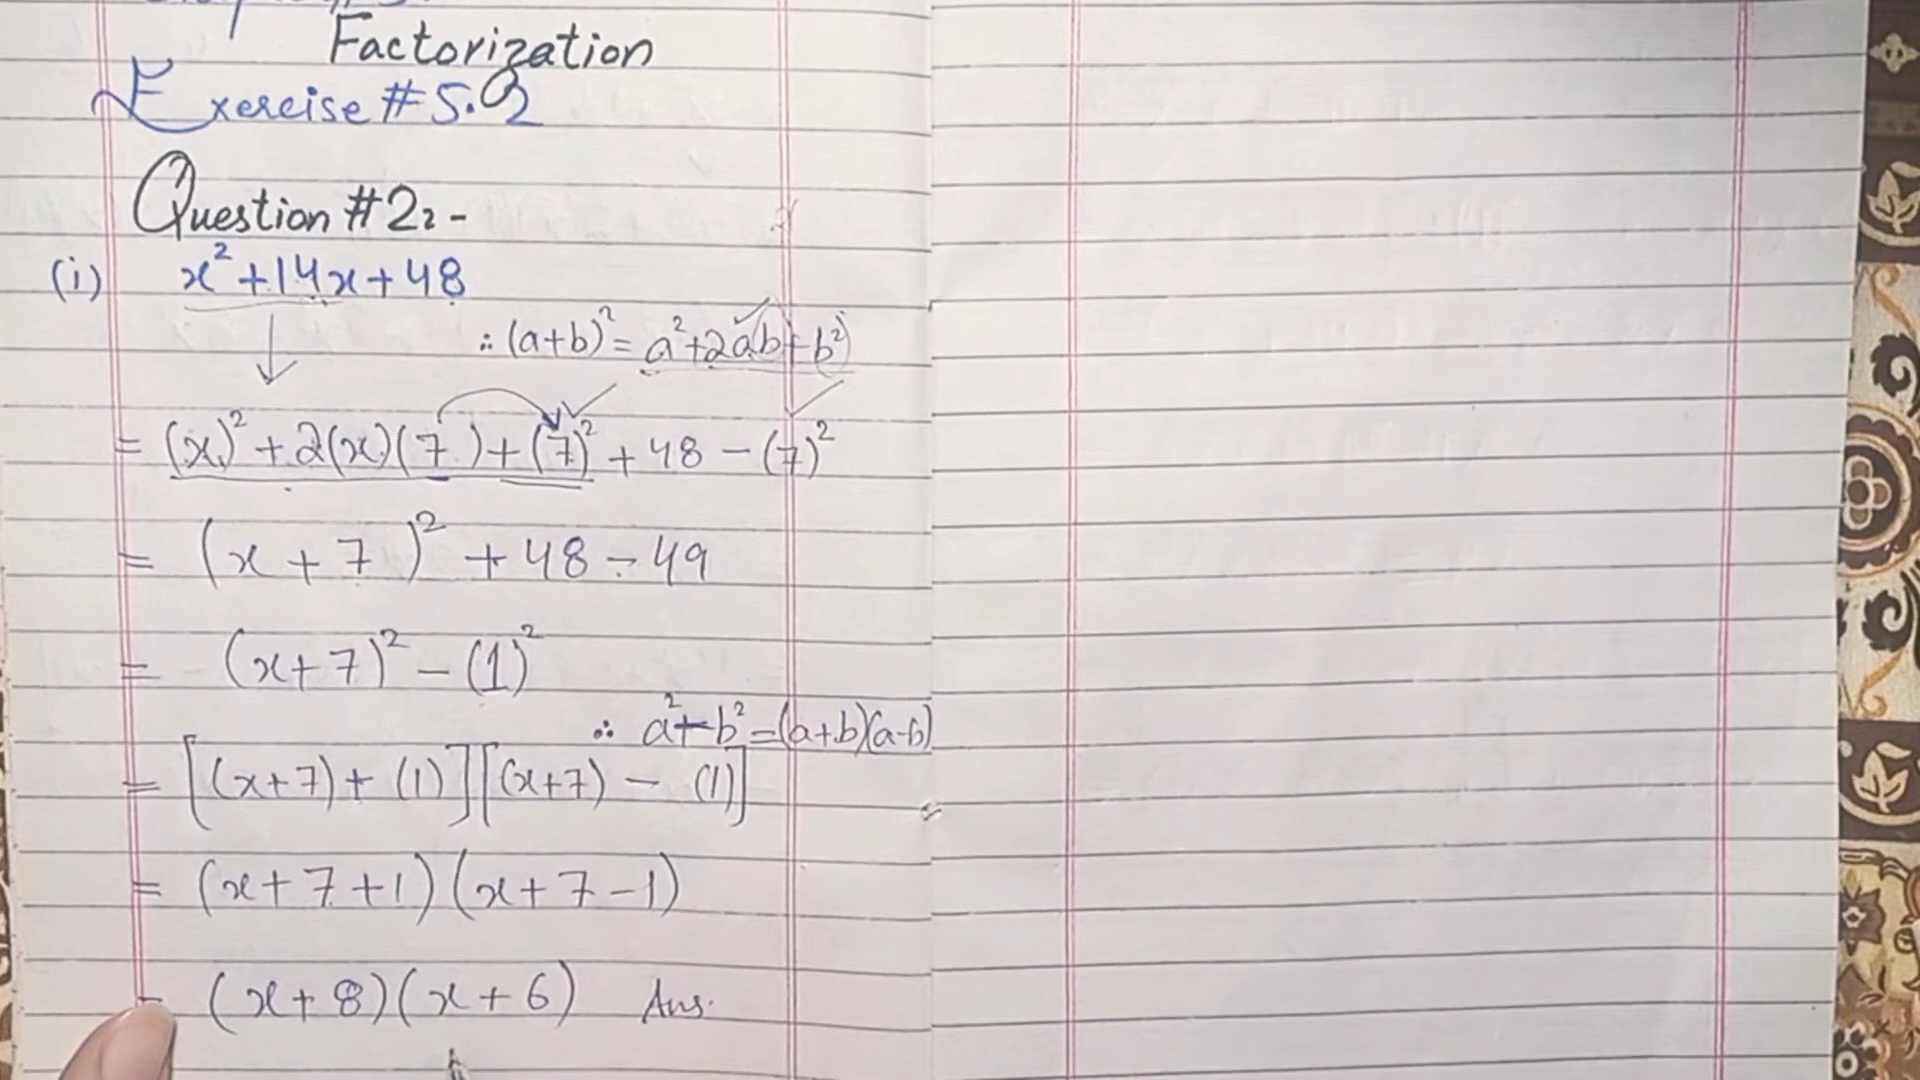 Factorization
Exercise #5.2
Question #2:-
(i) x²+14x+48
∴ (a+b)² = a²+2ab+b²
= (x)² + 2(x)(7) + (7)² + 48 - (7)²
= (x + 7)² + 48 - 49
= (x+7)² - (1)²
∴ a²-b² = (a+b)(a-b)
= [(x+7) + (1)][(x+7) - (1)]
= (x+7+1)(x+7-1)
= (x+8)(x+6) Ans.